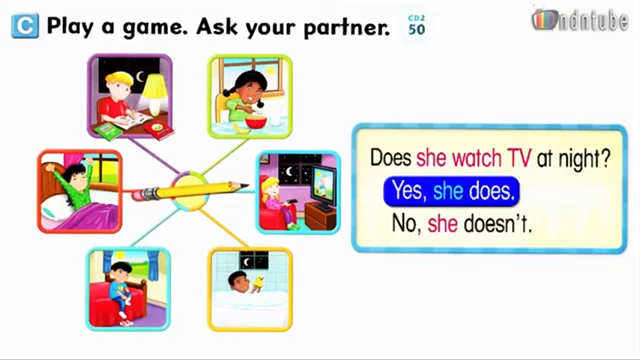 C Play a game. Ask your partner. CD2 50
ndntube
Does she watch TV at night?
Yes, she does.
No, she doesn't.